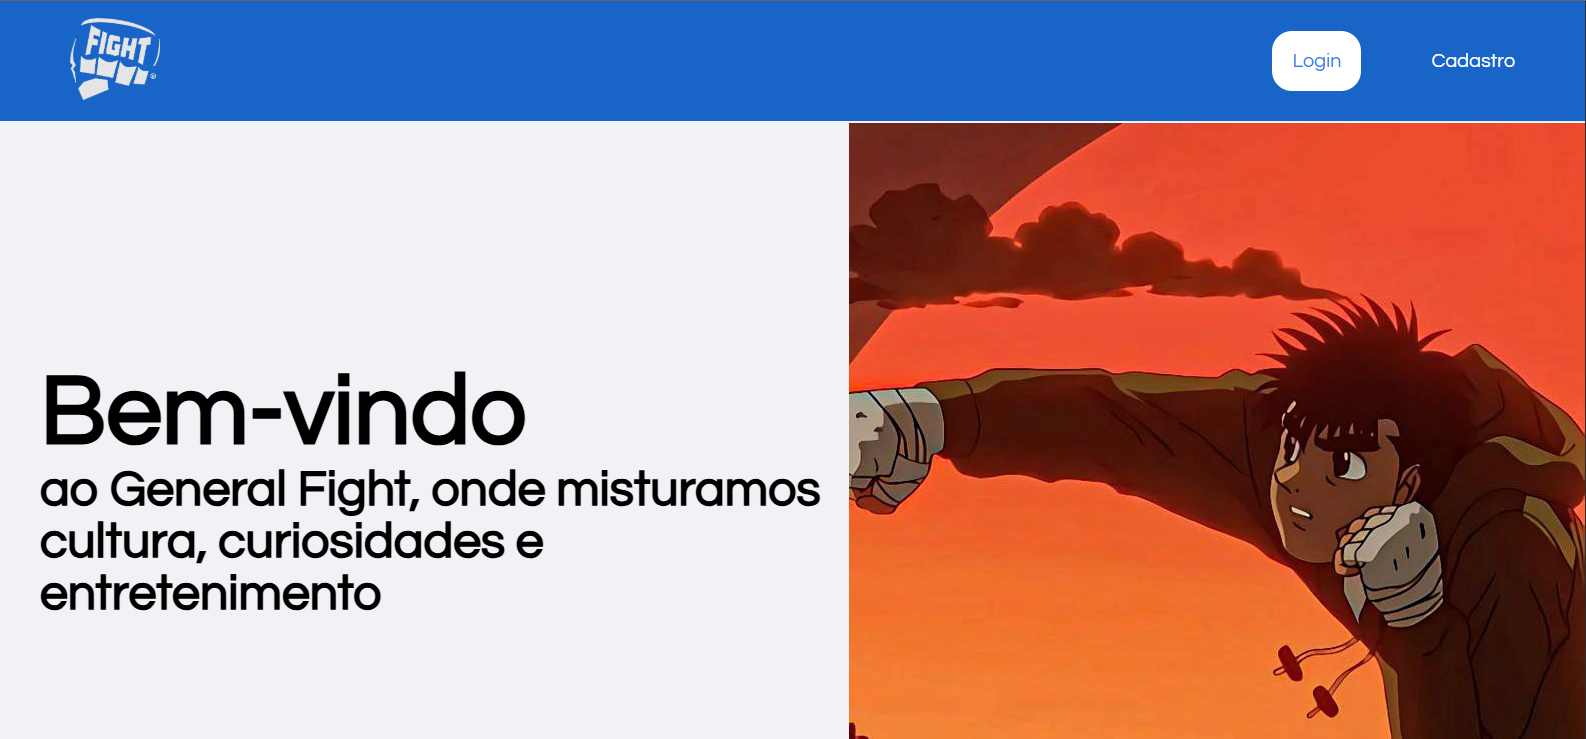 FIGHT
®
Login
Cadastro
Bem-vindo
ao General Fight, onde misturamos
cultura, curiosidades e
entretenimento